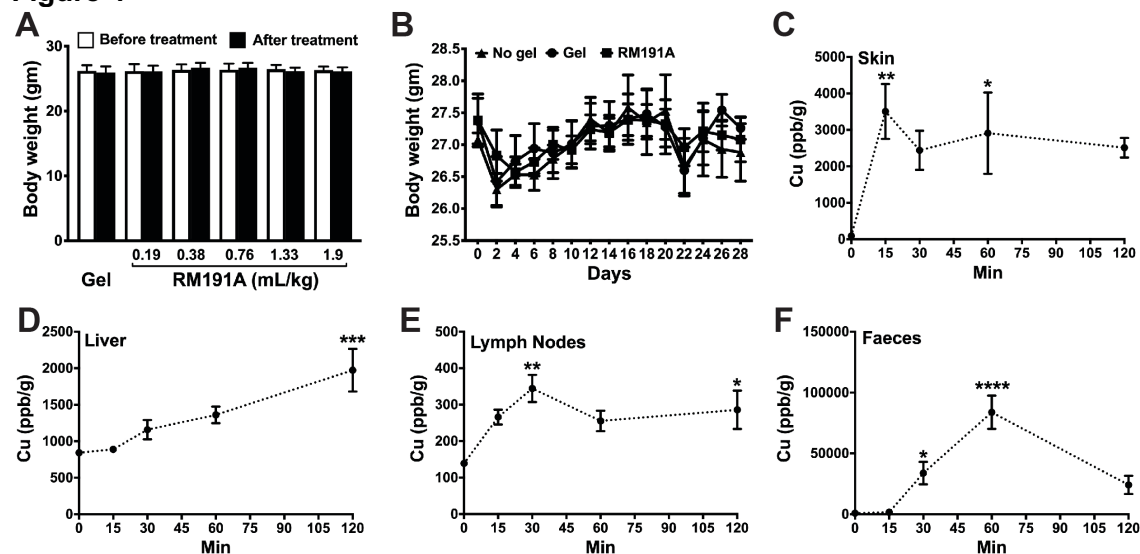 A
Before treatment
After treatment
Body weight (gm)
30
20
10
0
0.19 0.38 0.76 1.33 1.9
Gel
RM191A (mL/kg)
B
No gel Gel RM191A
Body weight (gm)
28.5
28.0
27.5
27.0
26.5
26.0
25.5
0 2 4 6 8 10 12 14 16 18 20 22 24 26 28
Days
C
Skin
Cu (ppb/g)
5000
4000
3000
2000
1000
0
**
*
0 15 30 45 60 75 90 105 120
Min
D
Liver
Cu (ppb/g)
2500
2000
1500
1000
500
0
***
0 15 30 45 60 75 90 105 120
Min
E
Lymph Nodes
Cu (ppb/g)
500
400
300
200
100
0
**
*
0 15 30 45 60 75 90 105 120
Min
F
Faeces
Cu (ppb/g)
150000
100000
50000
0
*
****
0 15 30 45 60 75 90 105 120
Min